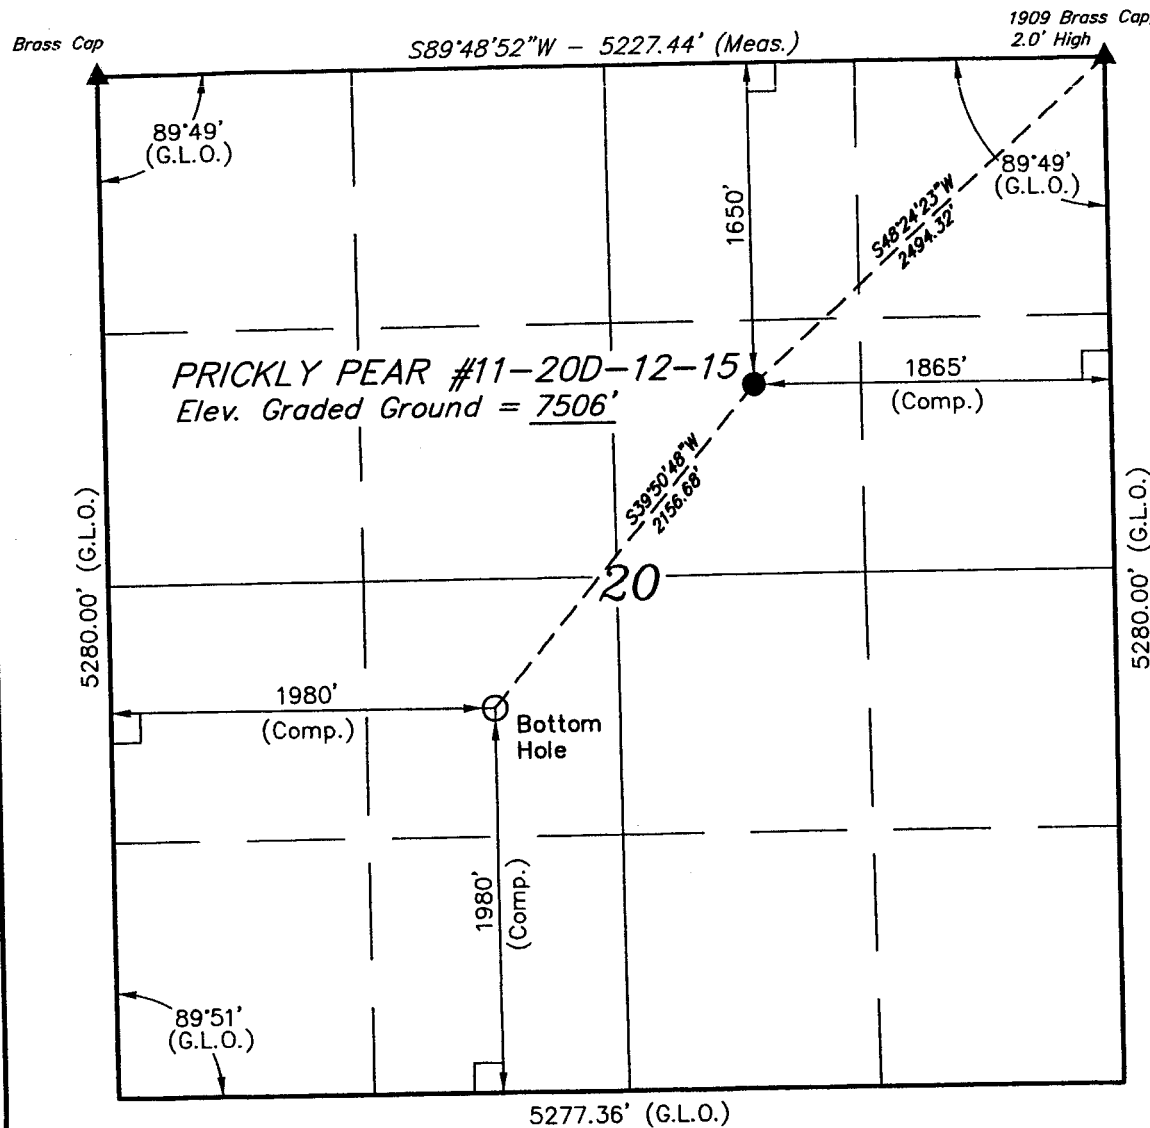 Brass Cap
S89°48'52"W - 5227.44' (Meas.)
1909 Brass Cap,
2.0' High
89°49'
(G.L.O.)
89°49'
(G.L.O.)
1650'
S48°24'23"W
2494.32'
PRICKLY PEAR #11-20D-12-15
Elev. Graded Ground = 7506'
1865'
(Comp.)
S39°50'48"W
2156.68'
5280.00' (G.L.O.)
5280.00' (G.L.O.)
20
1980'
(Comp.)
Bottom
Hole
1980'
(Comp.)
89°51'
(G.L.O.)
5277.36' (G.L.O.)